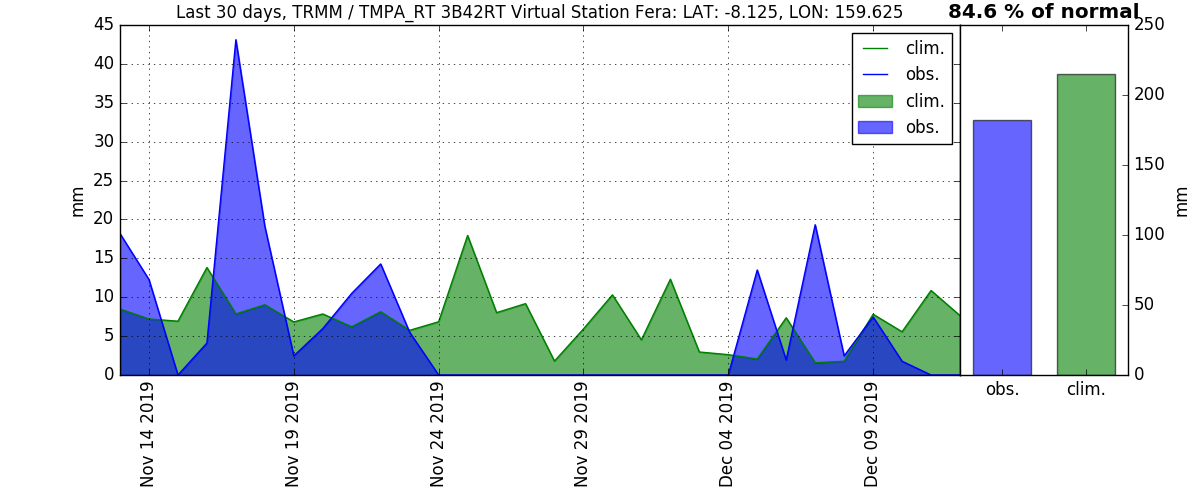 Last 30 days, TRMM / TMPA_RT 3B42RT Virtual Station Fera: LAT: -8.125, LON: 159.625
84.6 % of normal
45
40
35
30
25
20
15
10
5
0
mm
clim.
obs.
clim.
obs.
250
200
150
100
50
0
mm
obs.
clim.
Nov 14 2019
Nov 19 2019
Nov 24 2019
Nov 29 2019
Dec 04 2019
Dec 09 2019